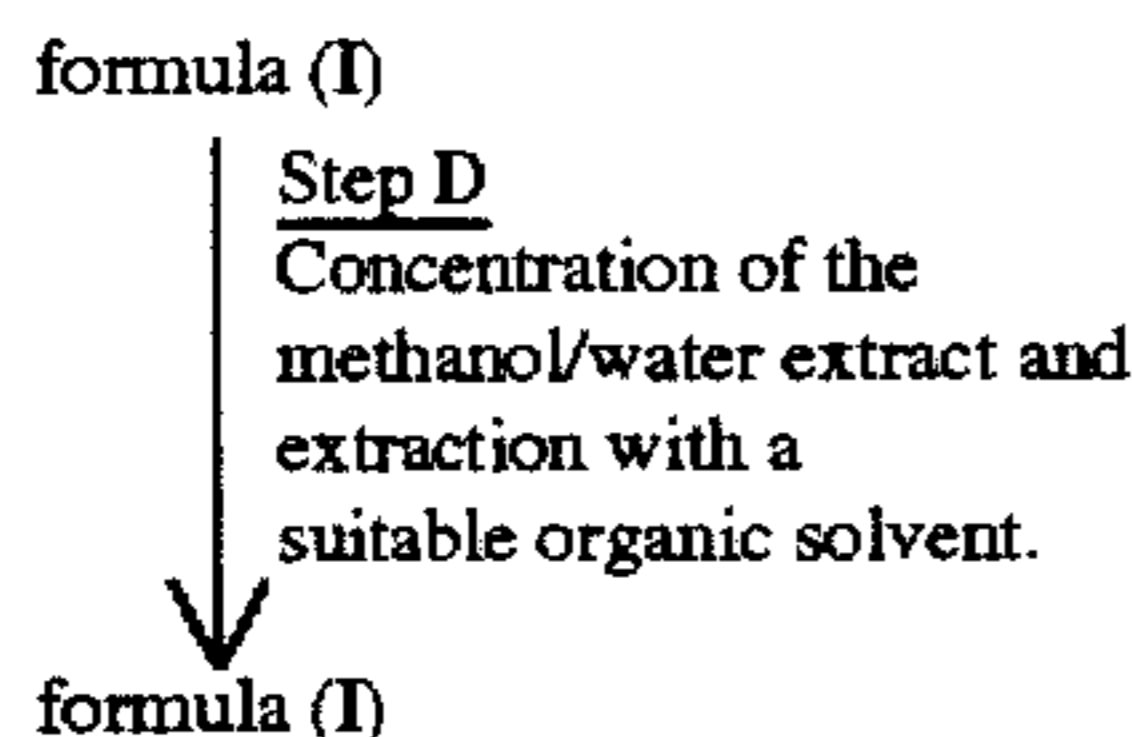 formula (I)
Step D
Concentration of the
methanol/water extract and
extraction with a
suitable organic solvent.
formula (I)